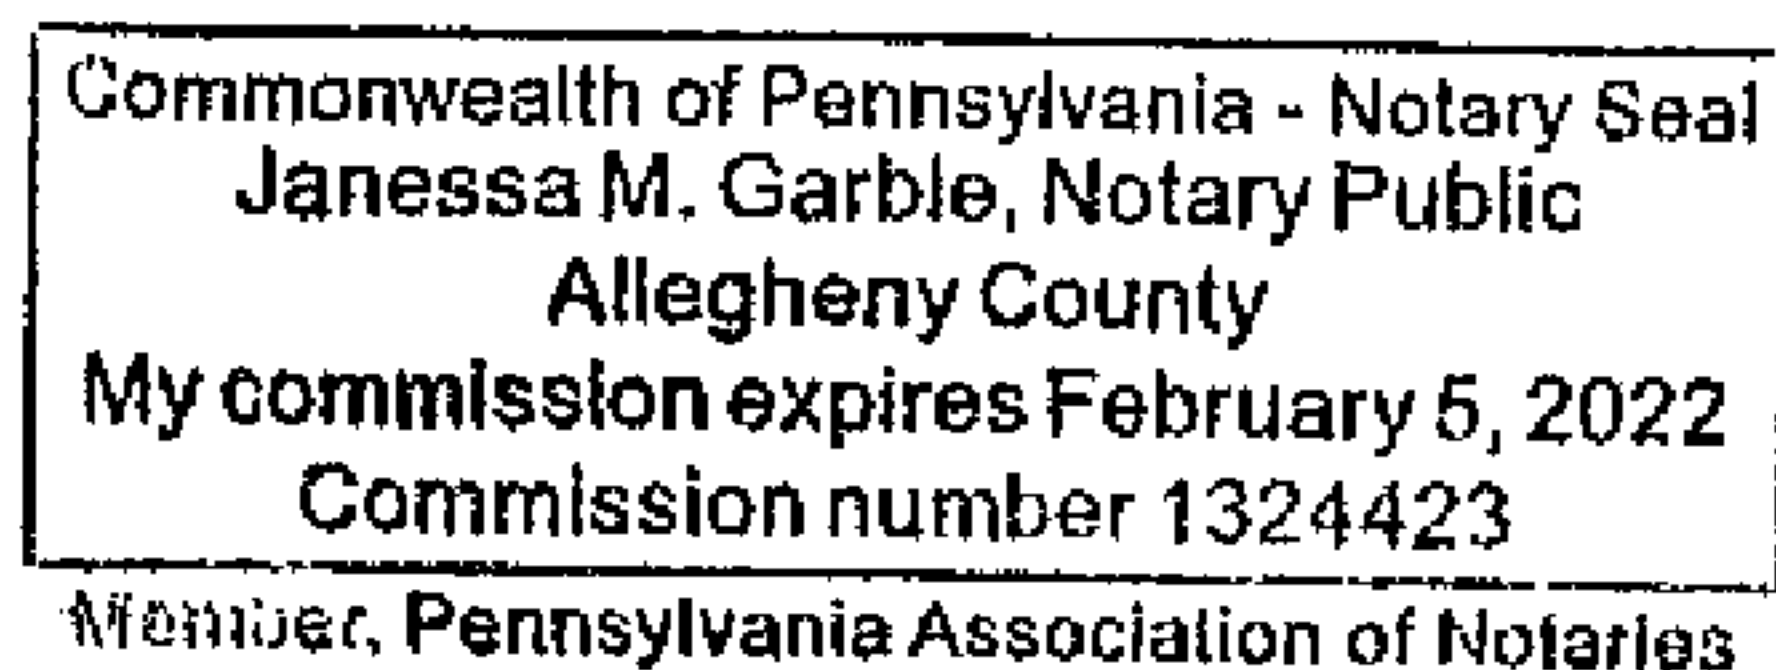 Commonwealth of Pennsylvania - Notary Seal
Janessa M. Garble, Notary Public
Allegheny County
My commission expires February 5, 2022
Commission number 1324423
Member, Pennsylvania Association of Notaries